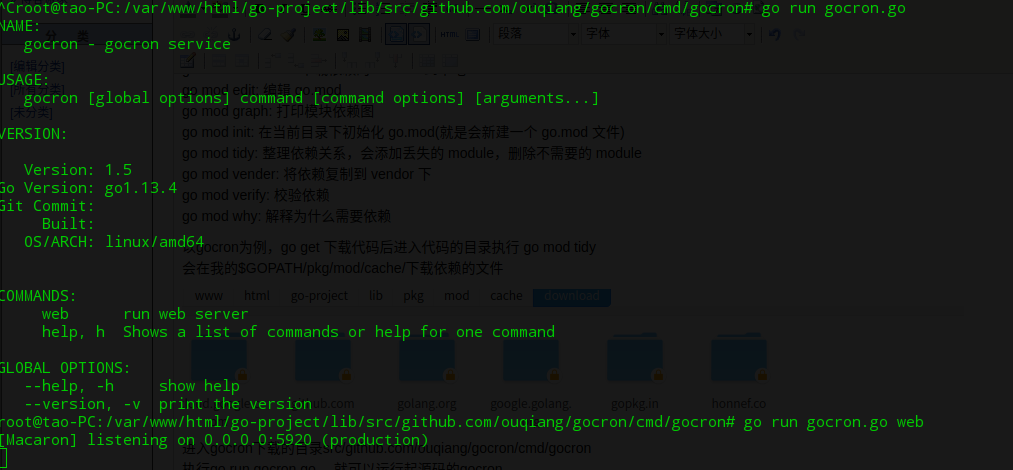 ^Croot@tao-PC:/var/www/html/go-project/lib/src/github.com/ouqiang/gocron/cmd/gocron# go run gocron.go
NAME:
gocron - gocron service
USAGE:
gocron [global options] command [command options] [arguments...]
VERSION:
Version: 1.5
Go Version: go1.13.4
Git Commit:
Built:
OS/ARCH: linux/amd64
COMMANDS:
web run web server
help, h Shows a list of commands or help for one command
GLOBAL OPTIONS:
--help, -h show help
--version, -v print the version
root@tao-PC:/var/www/html/go-project/lib/src/github.com/ouqiang/gocron/cmd/gocron# go run gocron.go web
[Macaron] listening on 0.0.0.0:5920 (production)
HTML 段落 字体 字体大小
[编辑分类]
[未分类]
go mod edit: 编辑 go.mod
go mod graph: 打印模块依赖图
go mod init: 在当前目录下初始化 go.mod(就是会新建一个 go.mod 文件)
go mod tidy: 整理依赖关系，会添加丢失的 module，删除不需要的 module
go mod vender: 将依赖复制到 vendor 下
go mod verify: 校验依赖
go mod why: 解释为什么需要依赖
以gocron为例，go get 下载代码后进入代码的目录执行 go mod tidy
会在我的$GOPATH/pkg/mod/cache/下载依赖的文件
www html go-project lib pkg mod cache download
golang.org google.golang. gopkg.in honnef.co
进入gocron下载的目录src/github.com/ouqiang/gocron/cmd/gocron